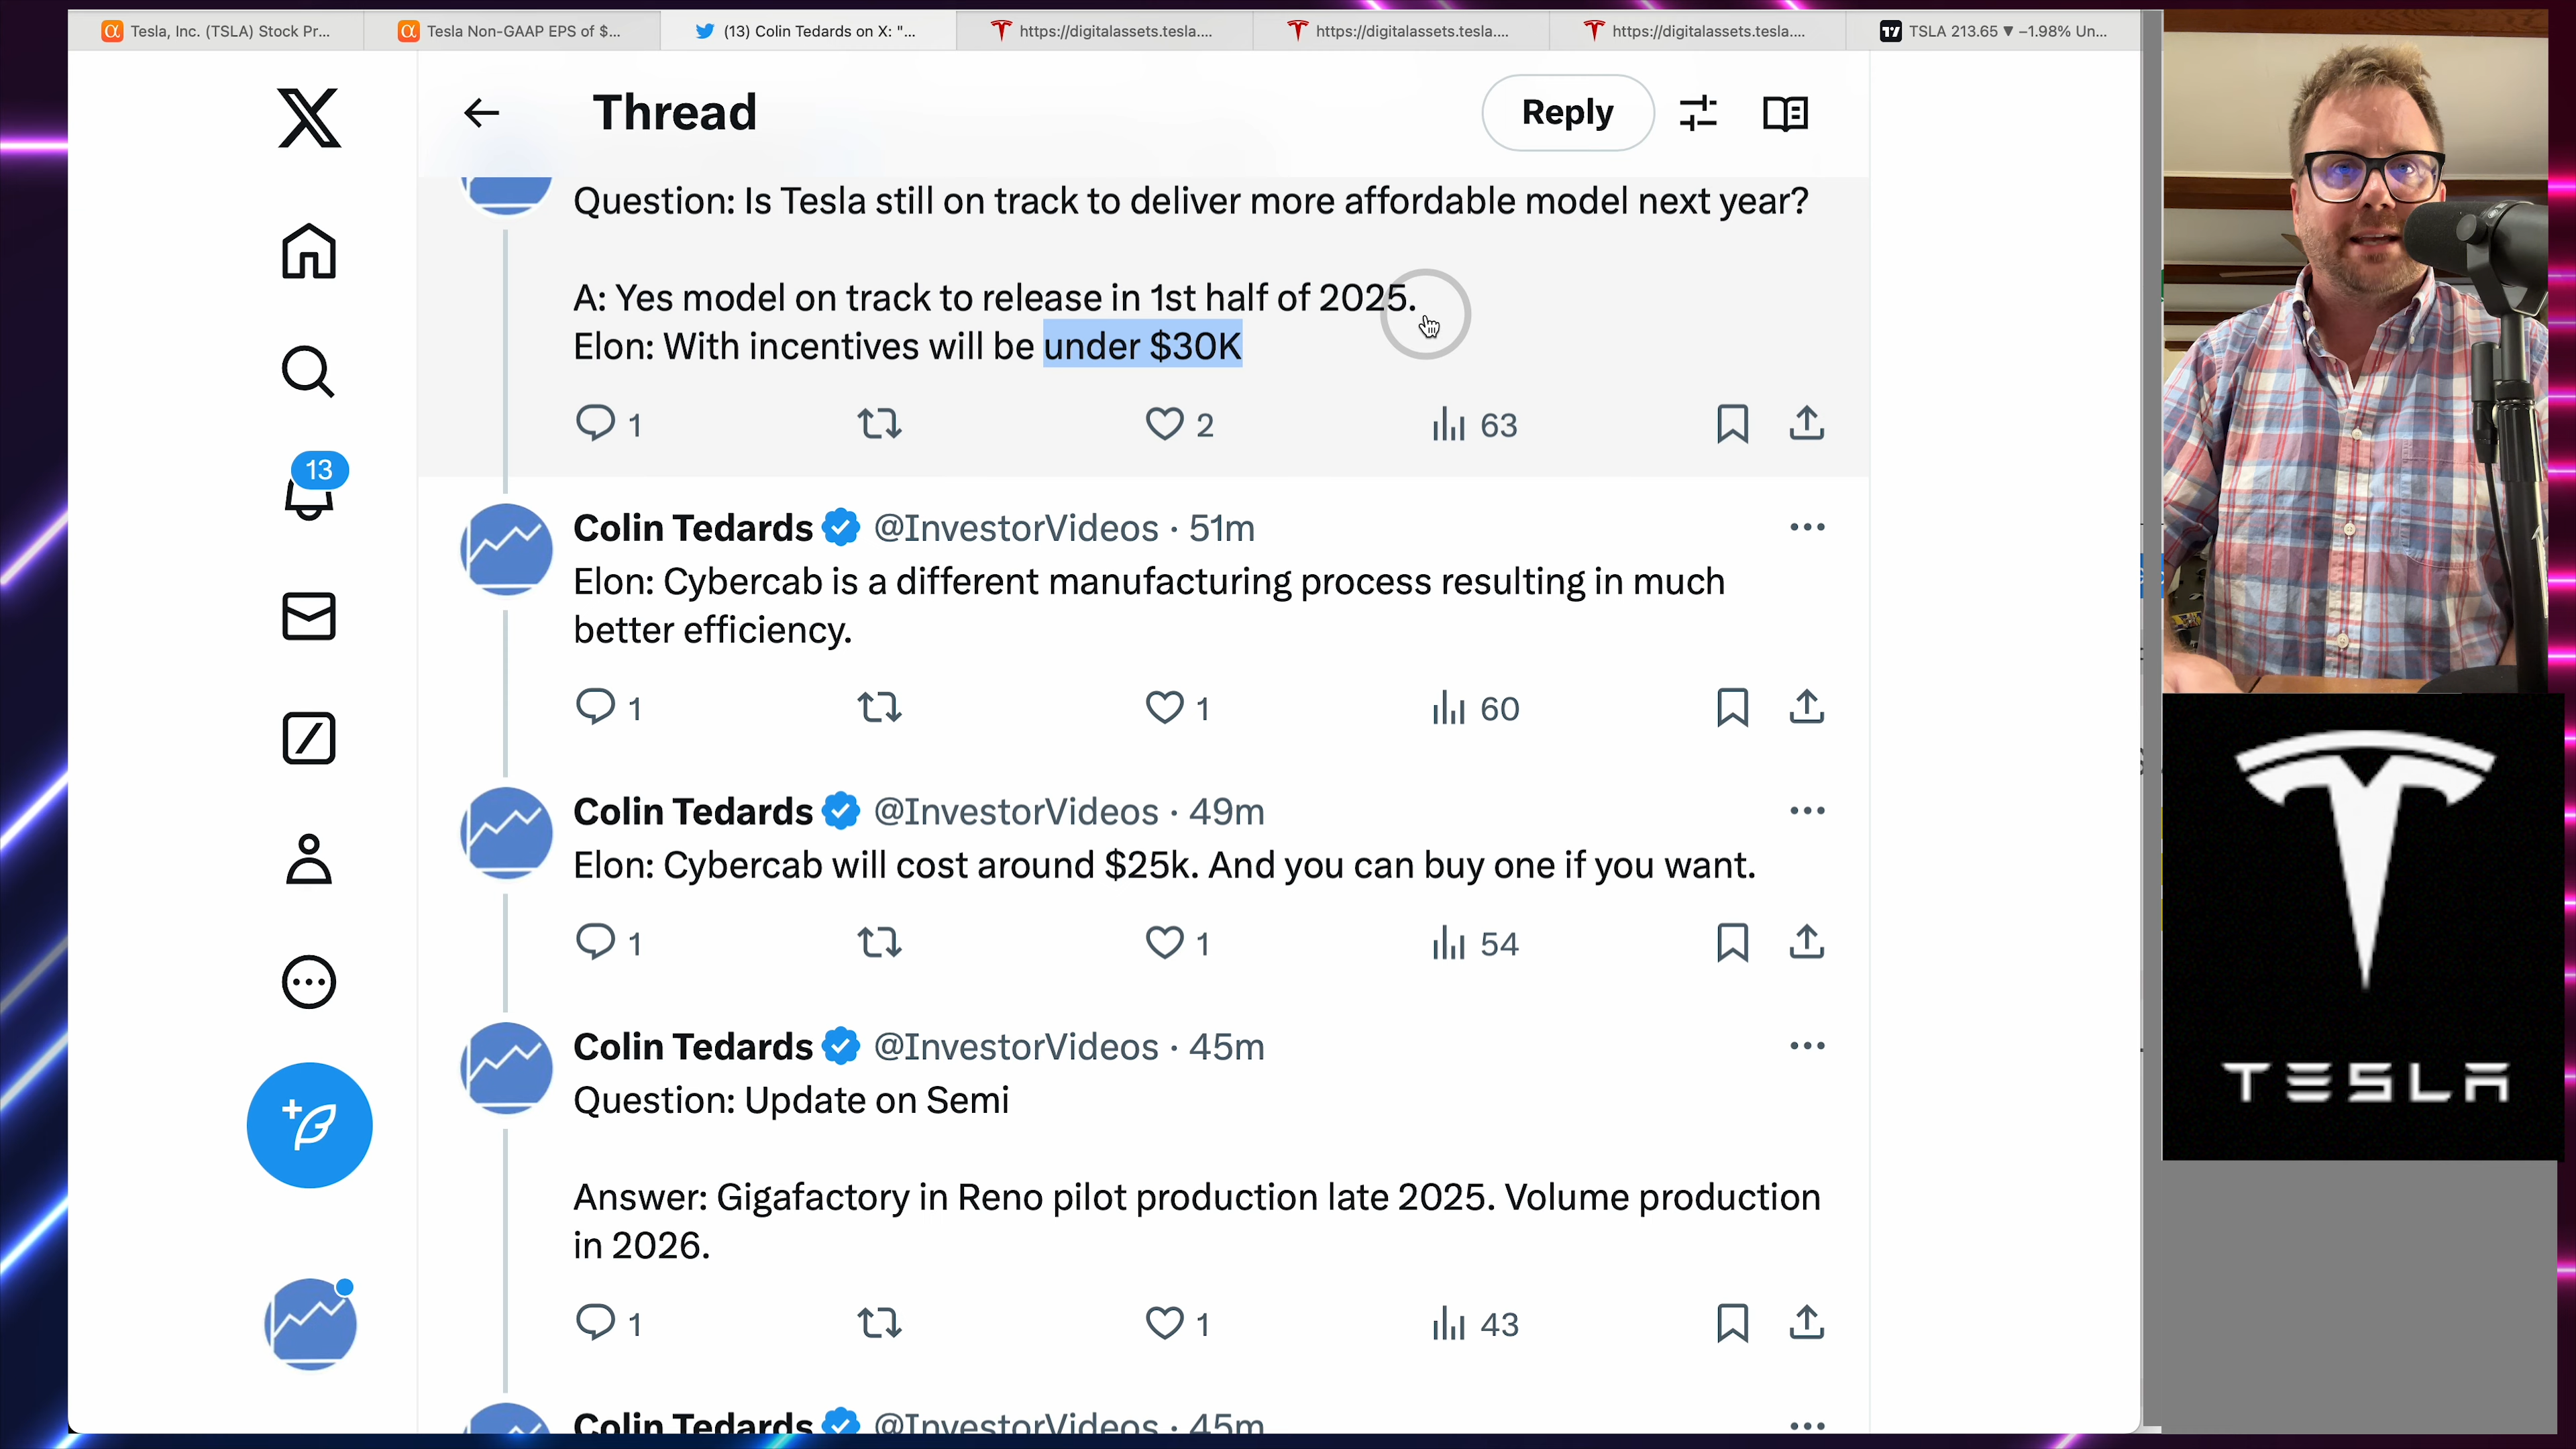 Tesla, Inc. (TSLA) Stock Pr...
Tesla Non-GAAP EPS of $...
(13) Colin Tedards on X: "...
https://digitalassets.tesla....
https://digitalassets.tesla....
https://digitalassets.tesla....
TSLA 213.65 ▼ −1.98% Un...
Thread
Reply
Question: Is Tesla still on track to deliver more affordable model next year?
A: Yes model on track to release in 1st half of 2025.
Elon: With incentives will be under $30K
1 2 63
13
Colin Tedards @InvestorVideos · 51m
Elon: Cybercab is a different manufacturing process resulting in much
better efficiency.
1 1 60
Colin Tedards @InvestorVideos · 49m
Elon: Cybercab will cost around $25k. And you can buy one if you want.
1 1 54
Colin Tedards @InvestorVideos · 45m
Question: Update on Semi
Answer: Gigafactory in Reno pilot production late 2025. Volume production
in 2026.
1 1 43
Colin Tedards @InvestorVideos · 45m
TESLA